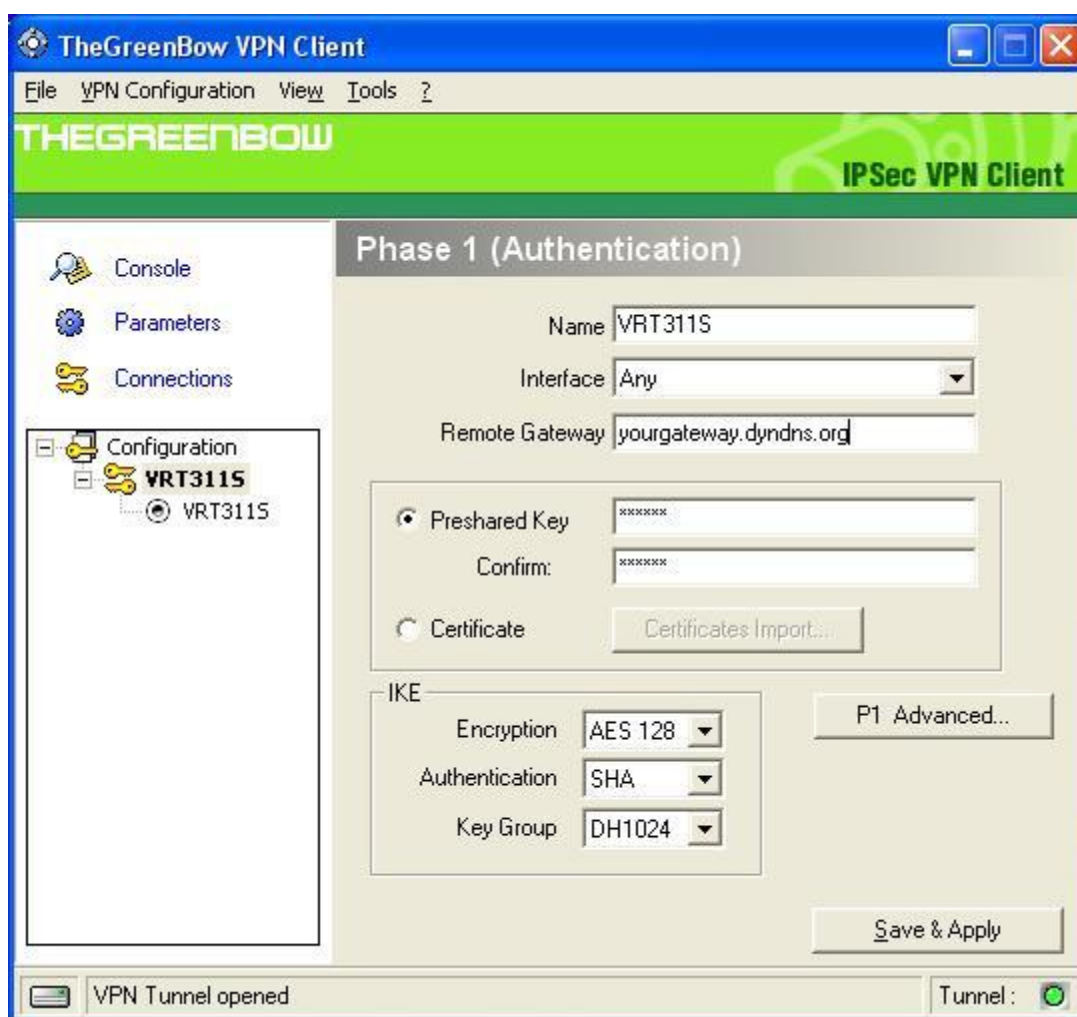 TheGreenBow VPN Client
File VPN Configuration View Tools ?
THEGREENBOW
IPSec VPN Client
Console
Parameters
Connections
Configuration
VRT311S
VRT311S
Phase 1 (Authentication)
Name VRT311S
Interface Any
Remote Gateway yourgateway.dyndns.org
Preshared Key ******
Confirm: ******
Certificate Certificates Import...
IKE
Encryption AES 128
Authentication SHA
Key Group DH1024
P1 Advanced...
Save & Apply
VPN Tunnel opened
Tunnel :